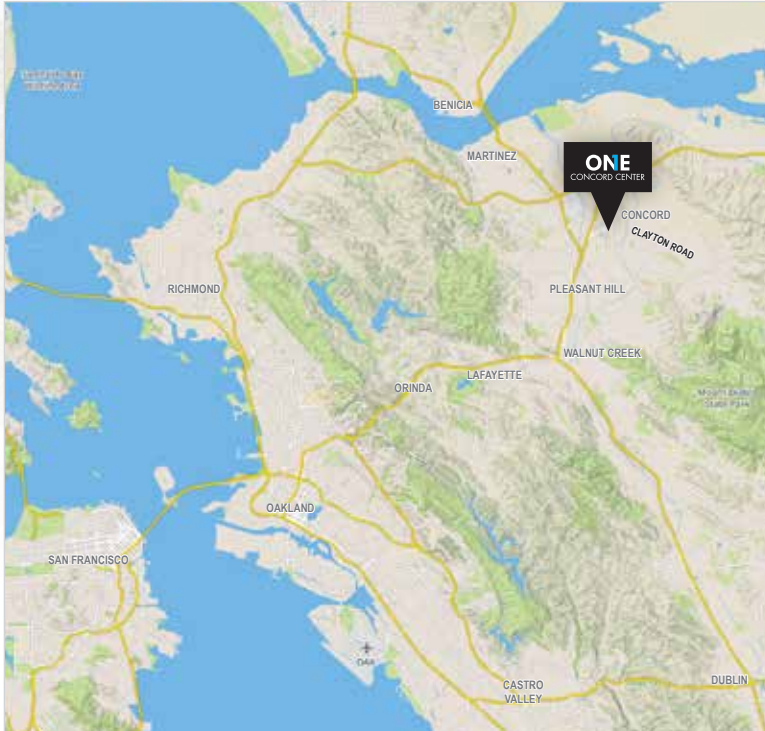 BENICIA
MARTINEZ
ONE
CONCORD CENTER
CONCORD
CLAYTON ROAD
RICHMOND
PLEASANT HILL
WALNUT CREEK
LAFAYETTE
ORINDA
OAKLAND
SAN FRANCISCO
OAK
CASTRO
VALLEY
DUBLIN